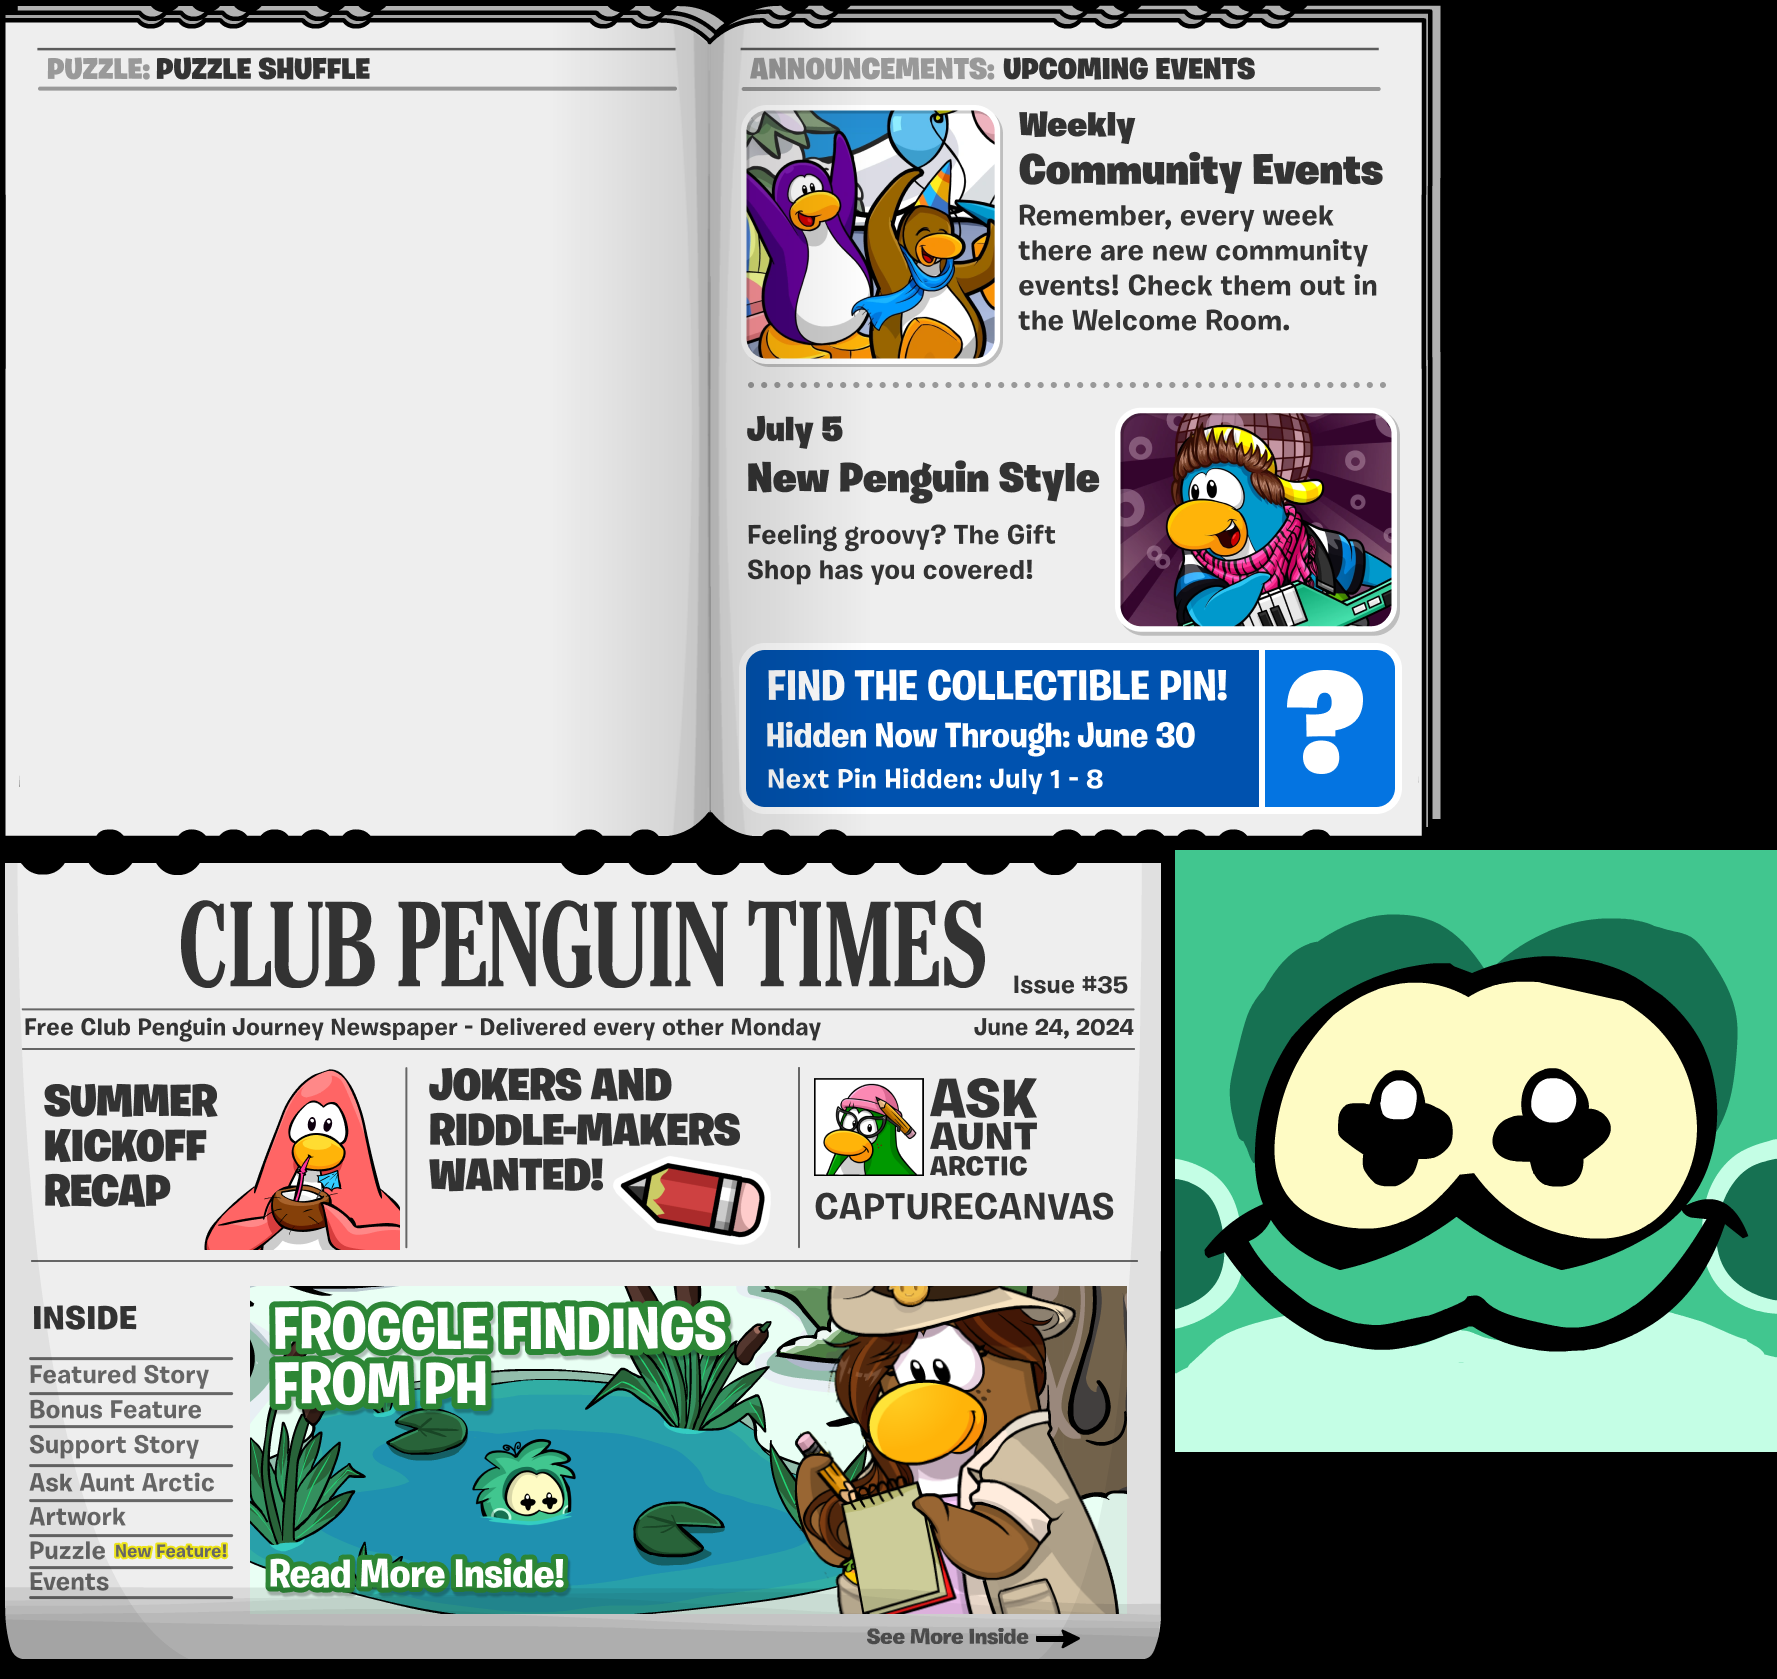 PUZZLE: PUZZLE SHUFFLE
ANNOUNCEMENTS: UPCOMING EVENTS
Weekly
Community Events
Remember, every week
there are new community
events! Check them out in
the Welcome Room.
July 5
New Penguin Style
Feeling groovy? The Gift
Shop has you covered!
FIND THE COLLECTIBLE PIN!
Hidden Now Through: June 30
Next Pin Hidden: July 1 - 8
?
CLUB PENGUIN TIMES
Issue #35
Free Club Penguin Journey Newspaper - Delivered every other Monday
June 24, 2024
SUMMER
KICKOFF
RECAP
JOKERS AND
RIDDLE-MAKERS
WANTED!
ASK
AUNT
ARCTIC
CAPTURECANVAS
INSIDE
Featured Story
Bonus Feature
Support Story
Ask Aunt Arctic
Artwork
Puzzle New Feature!
Events
FROGGLE FINDINGS
FROM PH
Read More Inside!
See More Inside